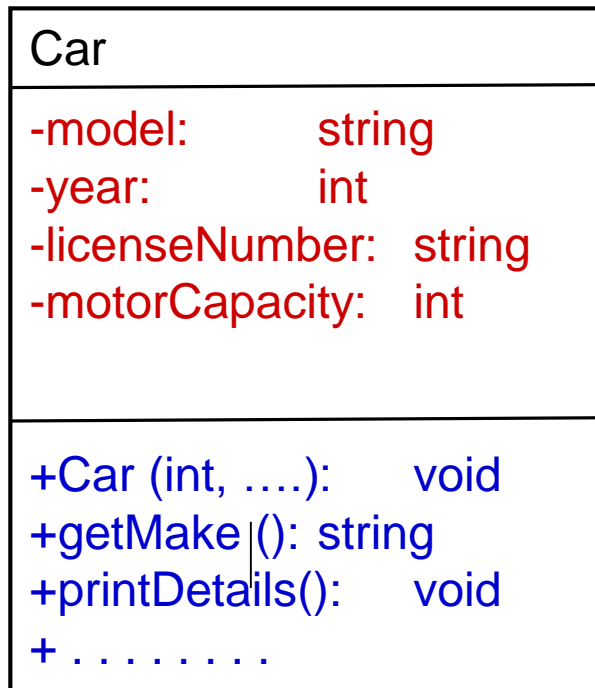 Car
-model: string
-year: int
-licenseNumber: string
-motorCapacity: int
+Car (int, ….): void
+getMake (): string
+printDetails(): void
+ . . . . . . . .